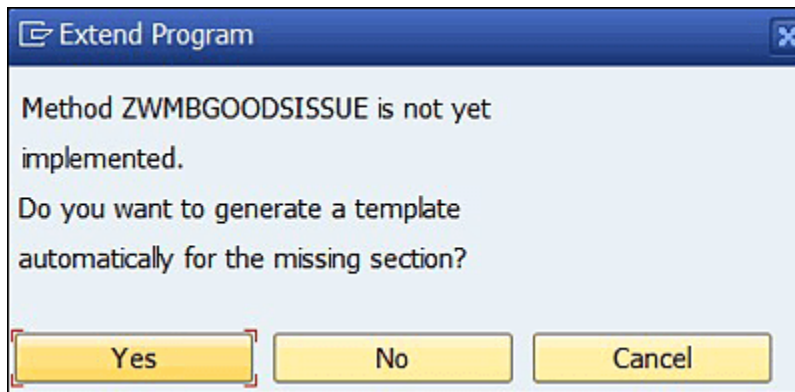 Extend Program
Method ZWMBGOODSISSUE is not yet
implemented.
Do you want to generate a template
automatically for the missing section?
Yes No Cancel